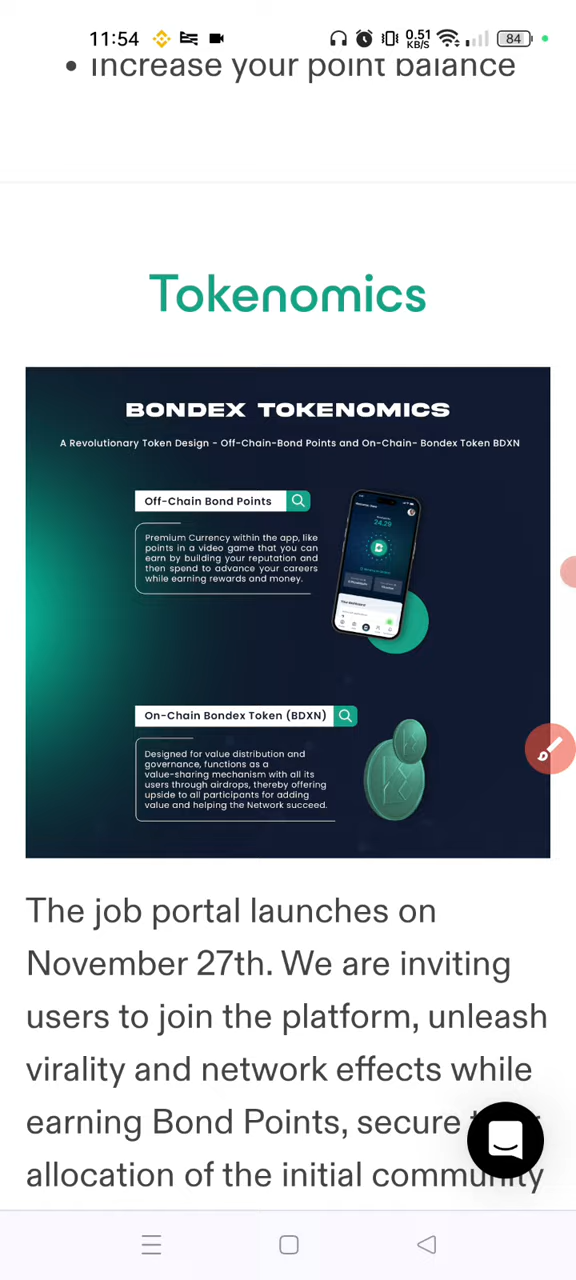 11:54
0.51
KB/S
84
• increase your point balance
Tokenomics
BONDEX TOKENOMICS
A Revolutionary Token Design - Off-Chain-Bond Points and On-Chain- Bondex Token BDXN
Off-Chain Bond Points
Premium Currency within the app, like
points in a video game that you can
earn by building your reputation and
then spend to advance your careers
while earning rewards and money.
24.29
On-Chain Bondex Token (BDXN)
Designed for value distribution and
governance, functions as a
value-sharing mechanism with all its
users through airdrops, thereby offering
upside to all participants for adding
value and helping the Network succeed.
The job portal launches on
November 27th. We are inviting
users to join the platform, unleash
virality and network effects while
earning Bond Points, secure
allocation of the initial community